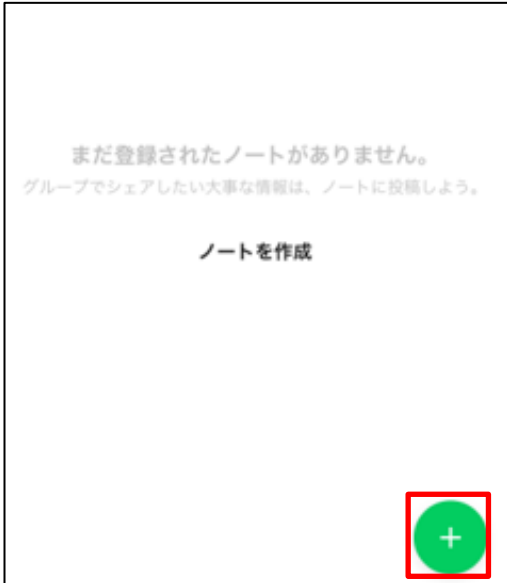 まだ登録されたノートがありません。
グループでシェアしたい大事な情報は、ノートに投稿しよう。
ノートを作成
+